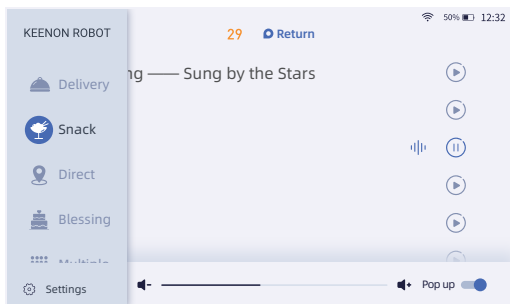 50% 12:32
KEENON ROBOT
29 Return
Delivery
ng —— Sung by the Stars
Snack
Direct
Blessing
Settings
Pop up